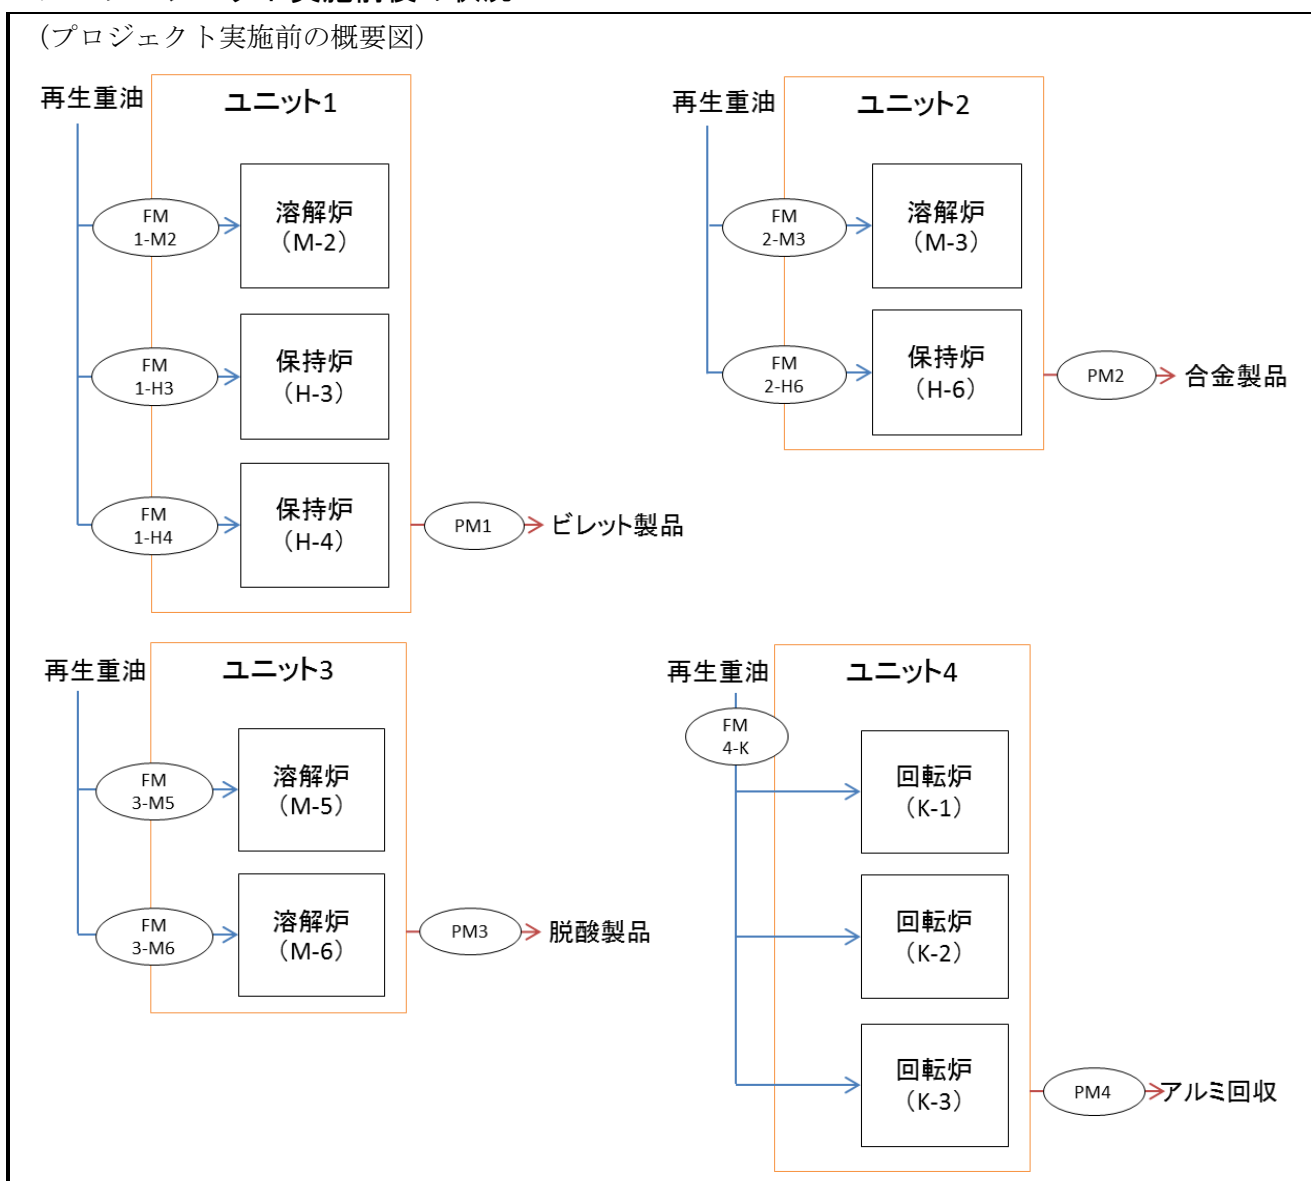 （プロジェクト実施前の概要図）
再生重油
ユニット1
FM
1-M2
溶解炉
（M-2）
FM
1-H3
保持炉
（H-3）
FM
1-H4
保持炉
（H-4）
PM1
ビレット製品
再生重油
ユニット2
FM
2-M3
溶解炉
（M-3）
FM
2-H6
保持炉
（H-6）
PM2
合金製品
再生重油
ユニット3
FM
3-M5
溶解炉
（M-5）
FM
3-M6
溶解炉
（M-6）
PM3
脱酸製品
再生重油
ユニット4
FM
4-K
回転炉
（K-1）
回転炉
（K-2）
回転炉
（K-3）
PM4
アルミ回収